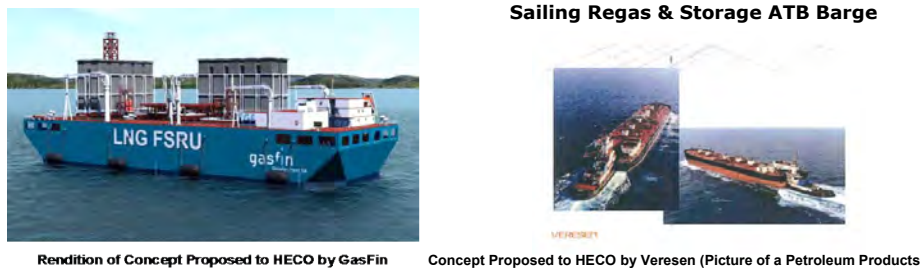 Sailing Regas & Storage ATB Barge
LNG FSRU
gasfin
VERESEN
Rendition of Concept Proposed to HECO by GasFin
Concept Proposed to HECO by Veresen (Picture of a Petroleum Products